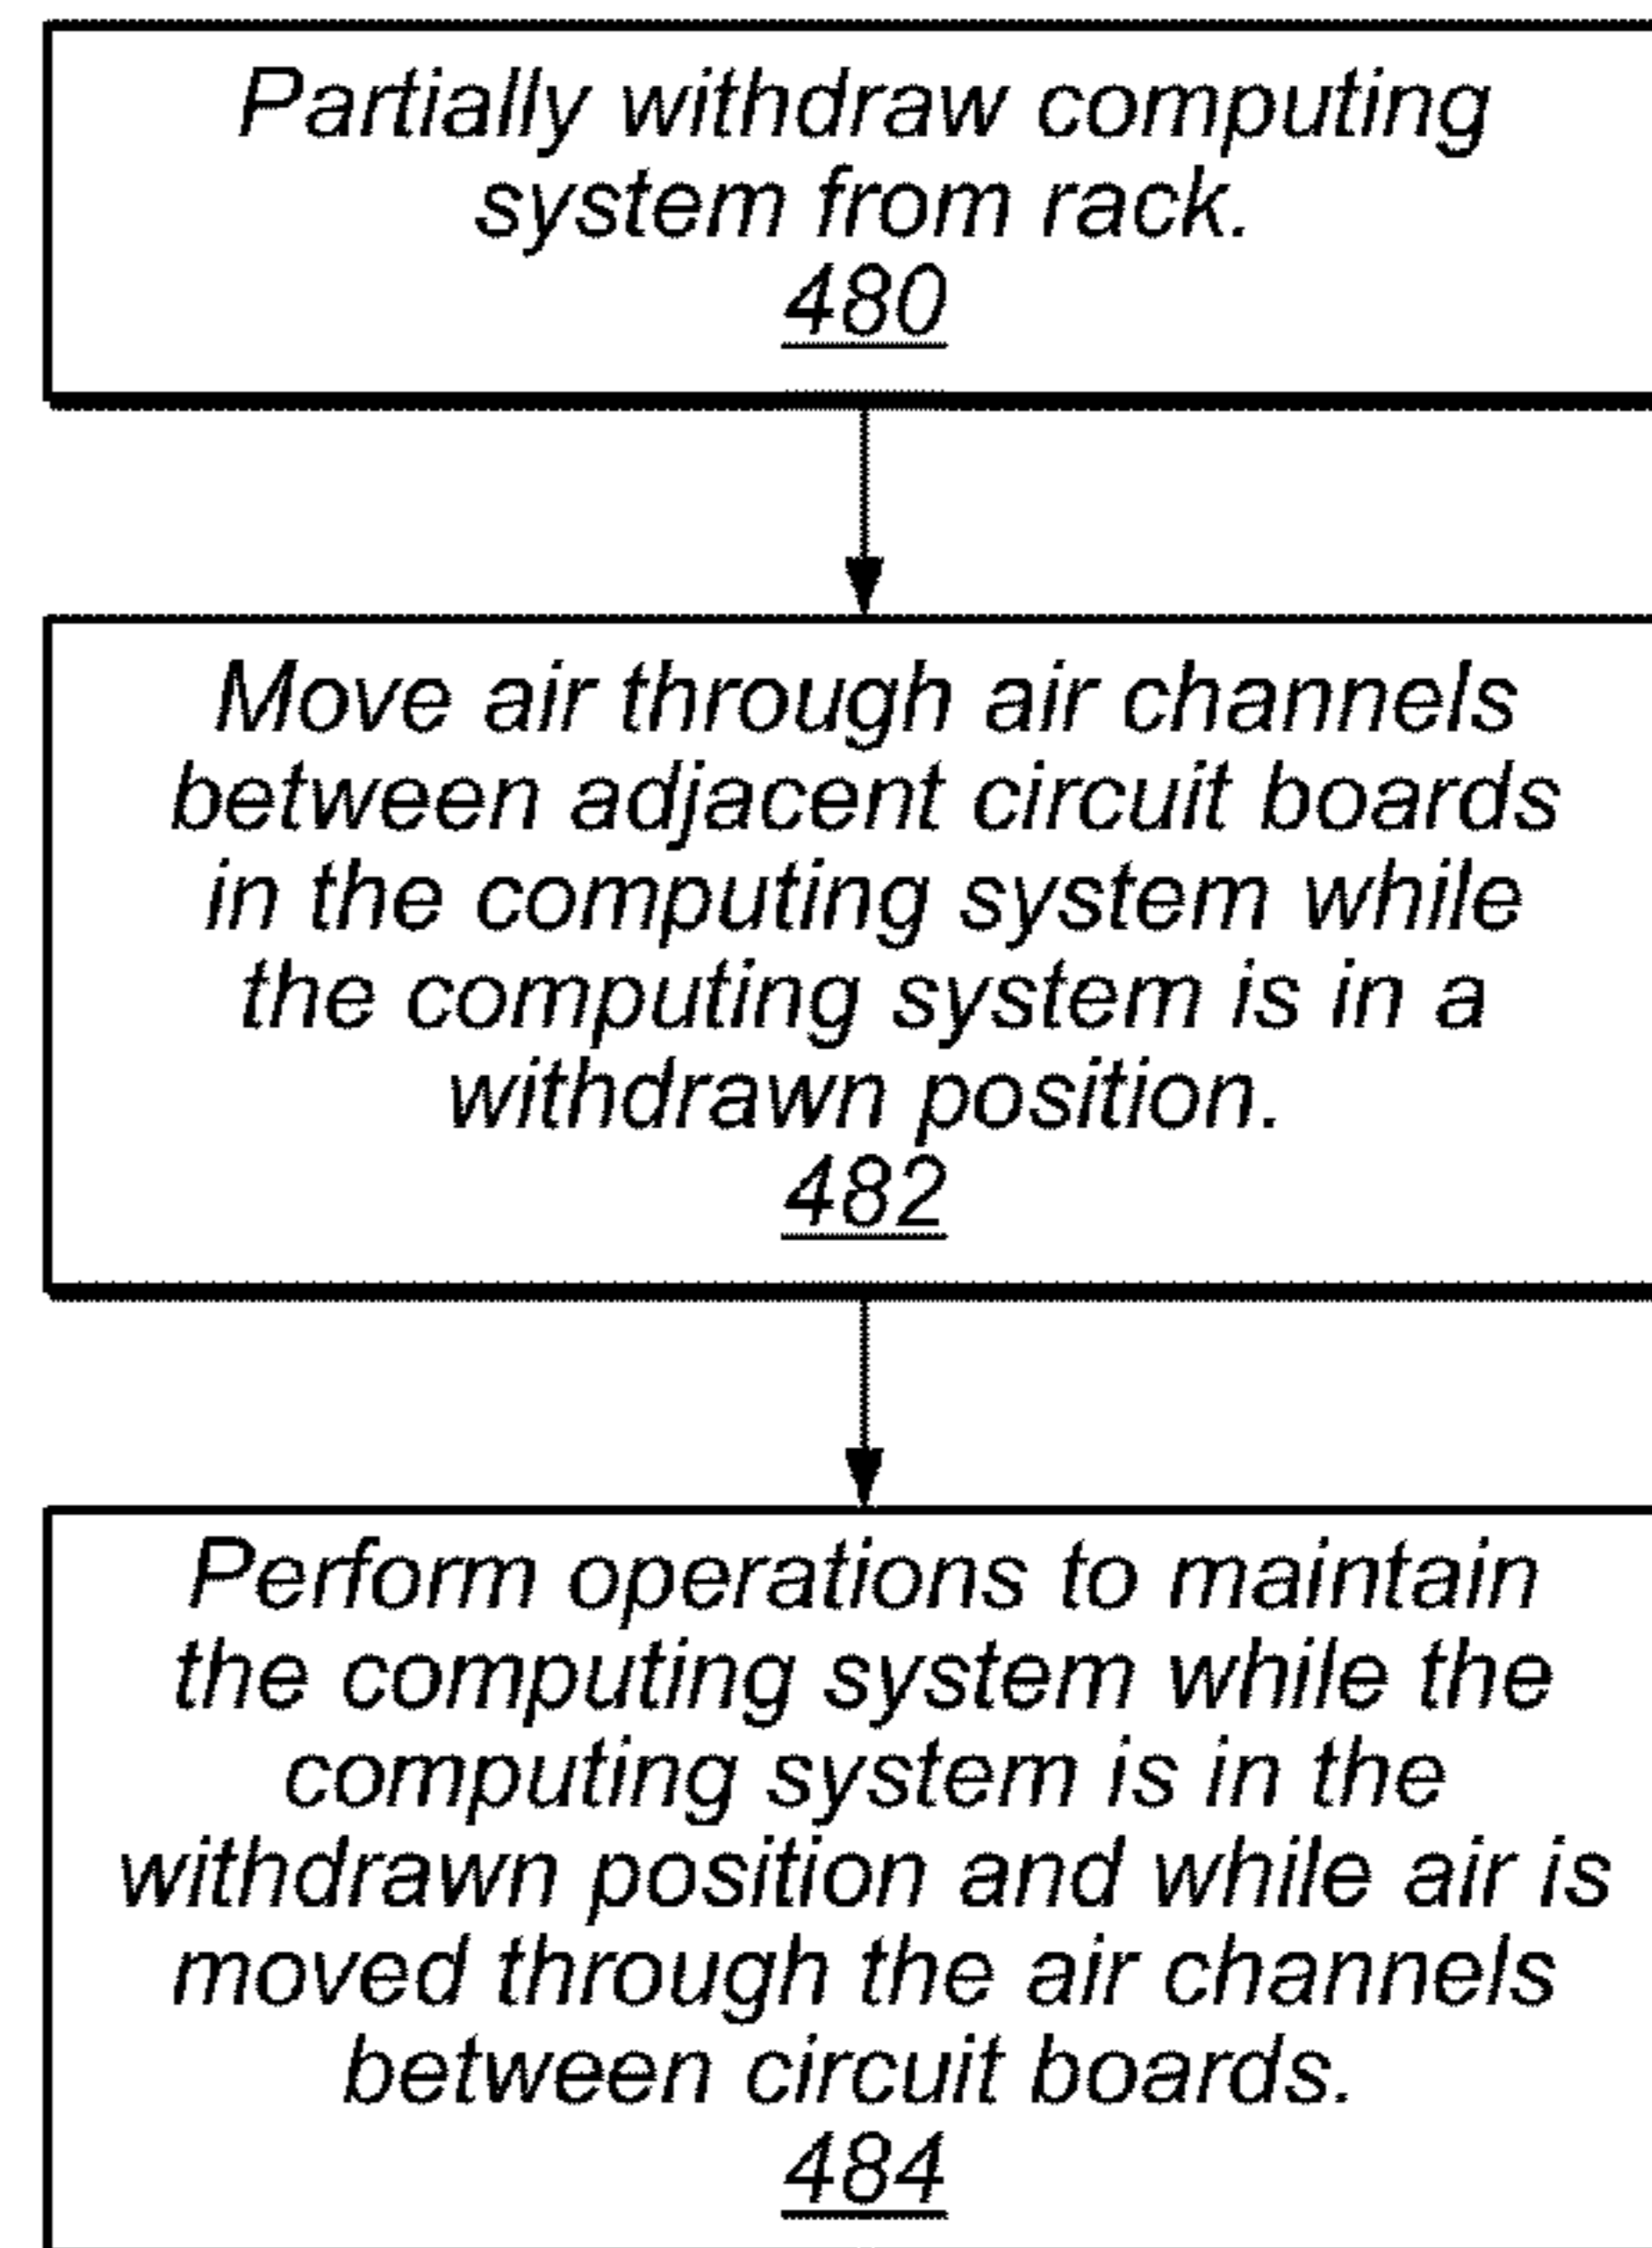 Partially withdraw computing
system from rack.
480
Move air through air channels
between adjacent circuit boards
in the computing system while
the computing system is in a
withdrawn position.
482
Perform operations to maintain
the computing system while the
computing system is in the
withdrawn position and while air is
moved through the air channels
between circuit boards.
484